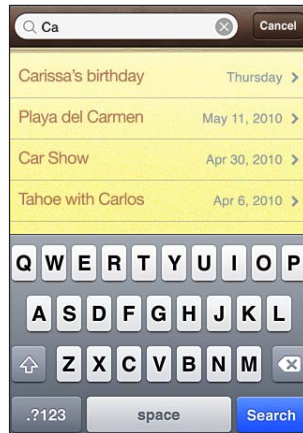 Ca
Cancel
Carissa's birthday Thursday
Playa del Carmen May 11, 2010
Car Show Apr 30, 2010
Tahoe with Carlos Apr 6, 2010
Q W E R T Y U I O P
A S D F G H J K L
Z X C V B N M
.?123 space Search